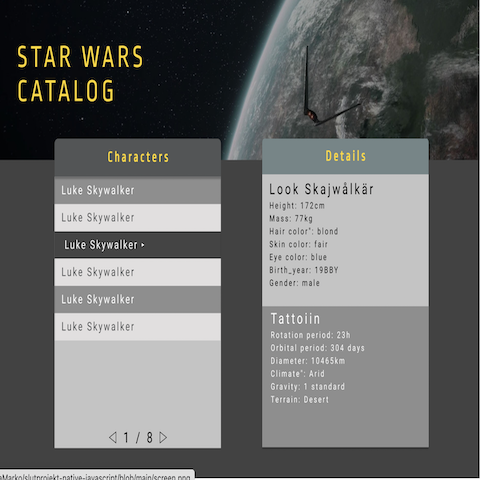 STAR WARS
CATALOG
Characters
Luke Skywalker
Luke Skywalker
Luke Skywalker ▸
Luke Skywalker
Luke Skywalker
Luke Skywalker
◁ 1 / 8 ▷
Details
Look Skajwålkär
Height: 172cm
Mass: 77kg
Hair color": blond
Skin color: fair
Eye color: blue
Birth_year: 19BBY
Gender: male
Tattoiin
Rotation period: 23h
Orbital period: 304 days
Diameter: 10465km
Climate": Arid
Gravity: 1 standard
Terrain: Desert
aMarko/slutprojekt-native-javascript/blob/main/screen.png